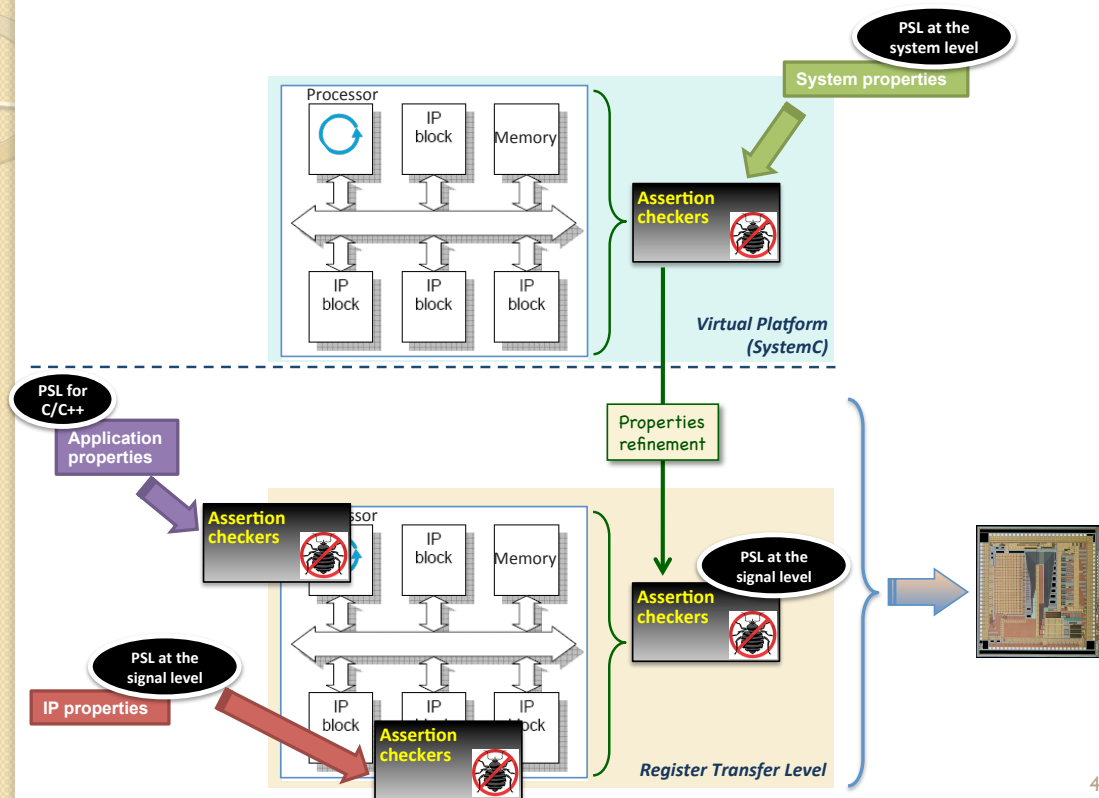 PSL at the
system level
System properties
Processor
IP
block
Memory
Assertion
checkers
IP
block
IP
block
IP
block
Virtual Platform
(SystemC)
PSL for
C/C++
Application
properties
Properties
refinement
Assertion
checkers
ssor
IP
block
Memory
PSL at the
signal level
Assertion
checkers
PSL at the
signal level
IP properties
IP
block
IP
IP
ock
Assertion
checkers
Register Transfer Level
4